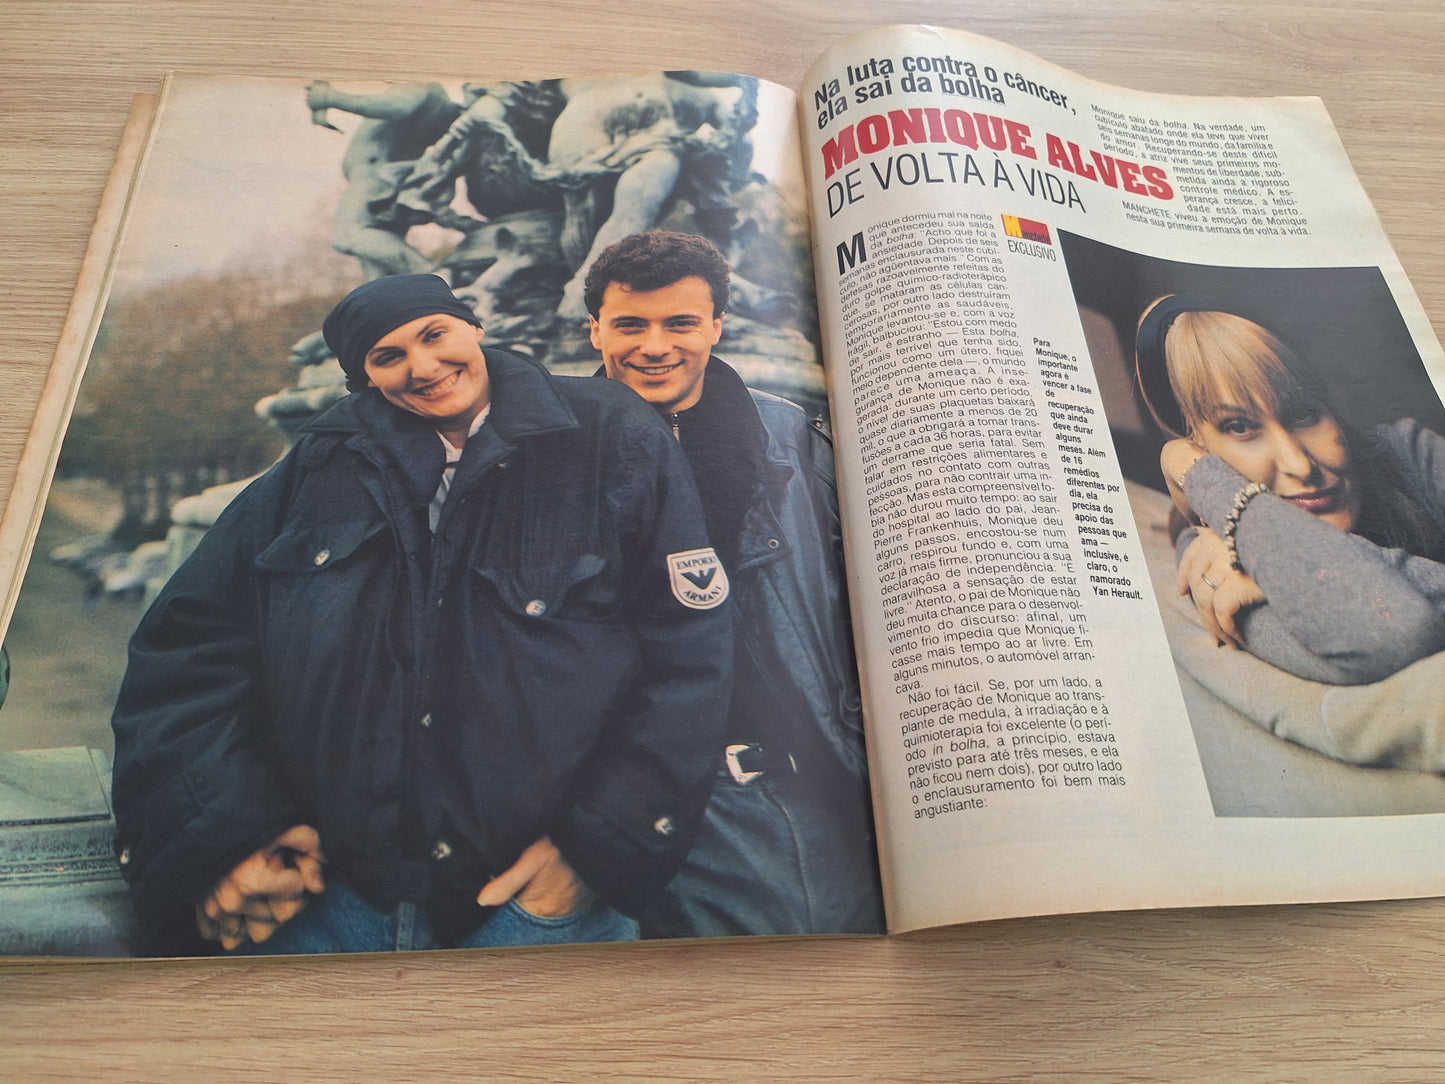 EMPORIO
ARMANI
Na luta contra o câncer,
ela sai da bolha
MONIQUE ALVES
DE VOLTA À VIDA
Monique saiu da bolha. Na verdade, um
cubículo abafado onde ela teve que viver
seis semanas longe do mundo, da família e
do amor. Recuperando-se deste difícil
período, a atriz vive seus primeiros mo-
mentos de liberdade, sub-
metida ainda a rigoroso
controle médico. A es-
perança cresce, a felici-
dade está mais perto.
MANCHETE viveu a emoção de Monique
nesta sua primeira semana de volta à vida.
Manchete
EXCLUSIVO
Monique dormiu mal na noite
que antecedeu sua saída
da bolha: "Acho que foi a
ansiedade. Depois de seis
semanas enclausurada neste cubí-
culo, não agüentava mais." Com as
defesas razoavelmente refeitas do
duro golpe químico-radioterápico
que, se mataram as células can-
cerosas, por outro lado destruíram
temporariamente as saudáveis,
Monique levantou-se e, com a voz
frágil, balbuciou: "Estou com medo
de sair, é estranho — Esta bolha,
por mais terrível que tenha sido,
funcionou como um útero, fiquei
meio dependente dela —, o mundo
parece uma ameaça. A inse-
gurança de Monique não é exa-
gerada: durante um certo período,
o nível de suas plaquetas baixará
quase diariamente a menos de 20
mil, o que a obrigará a tomar trans-
fusões a cada 36 horas, para evitar
um derrame que seria fatal. Sem
falar em restrições alimentares e
cuidados no contato com outras
pessoas, para não contrair uma in-
fecção. Mas esta compreensível fo-
bia não durou muito tempo: ao sair
do hospital ao lado do pai, Jean-
Pierre Frankenhuis, Monique deu
alguns passos, encostou-se num
carro, respirou fundo e, com uma
voz já mais firme, pronunciou a sua
declaração de independência: "É
maravilhosa a sensação de estar
livre." Atento, o pai de Monique não
deu muita chance para o desenvol-
vimento do discurso: afinal, um
vento frio impedia que Monique fi-
casse mais tempo ao ar livre. Em
alguns minutos, o automóvel arran-
cava.
Não foi fácil. Se, por um lado, a
recuperação de Monique ao trans-
plante de medula, à irradiação e à
quimioterapia foi excelente (o perí-
odo in bolha, a princípio, estava
previsto para até três meses, e ela
não ficou nem dois), por outro lado
o enclausuramento foi bem mais
angustiante:
Para
Monique, o
importante
agora é
vencer a fase
de
recuperação
que ainda
deve durar
alguns
meses. Além
de 16
remédios
diferentes por
dia, ela
precisa do
apoio das
pessoas que
ama —
inclusive, é
claro, o
namorado
Yan Herault.